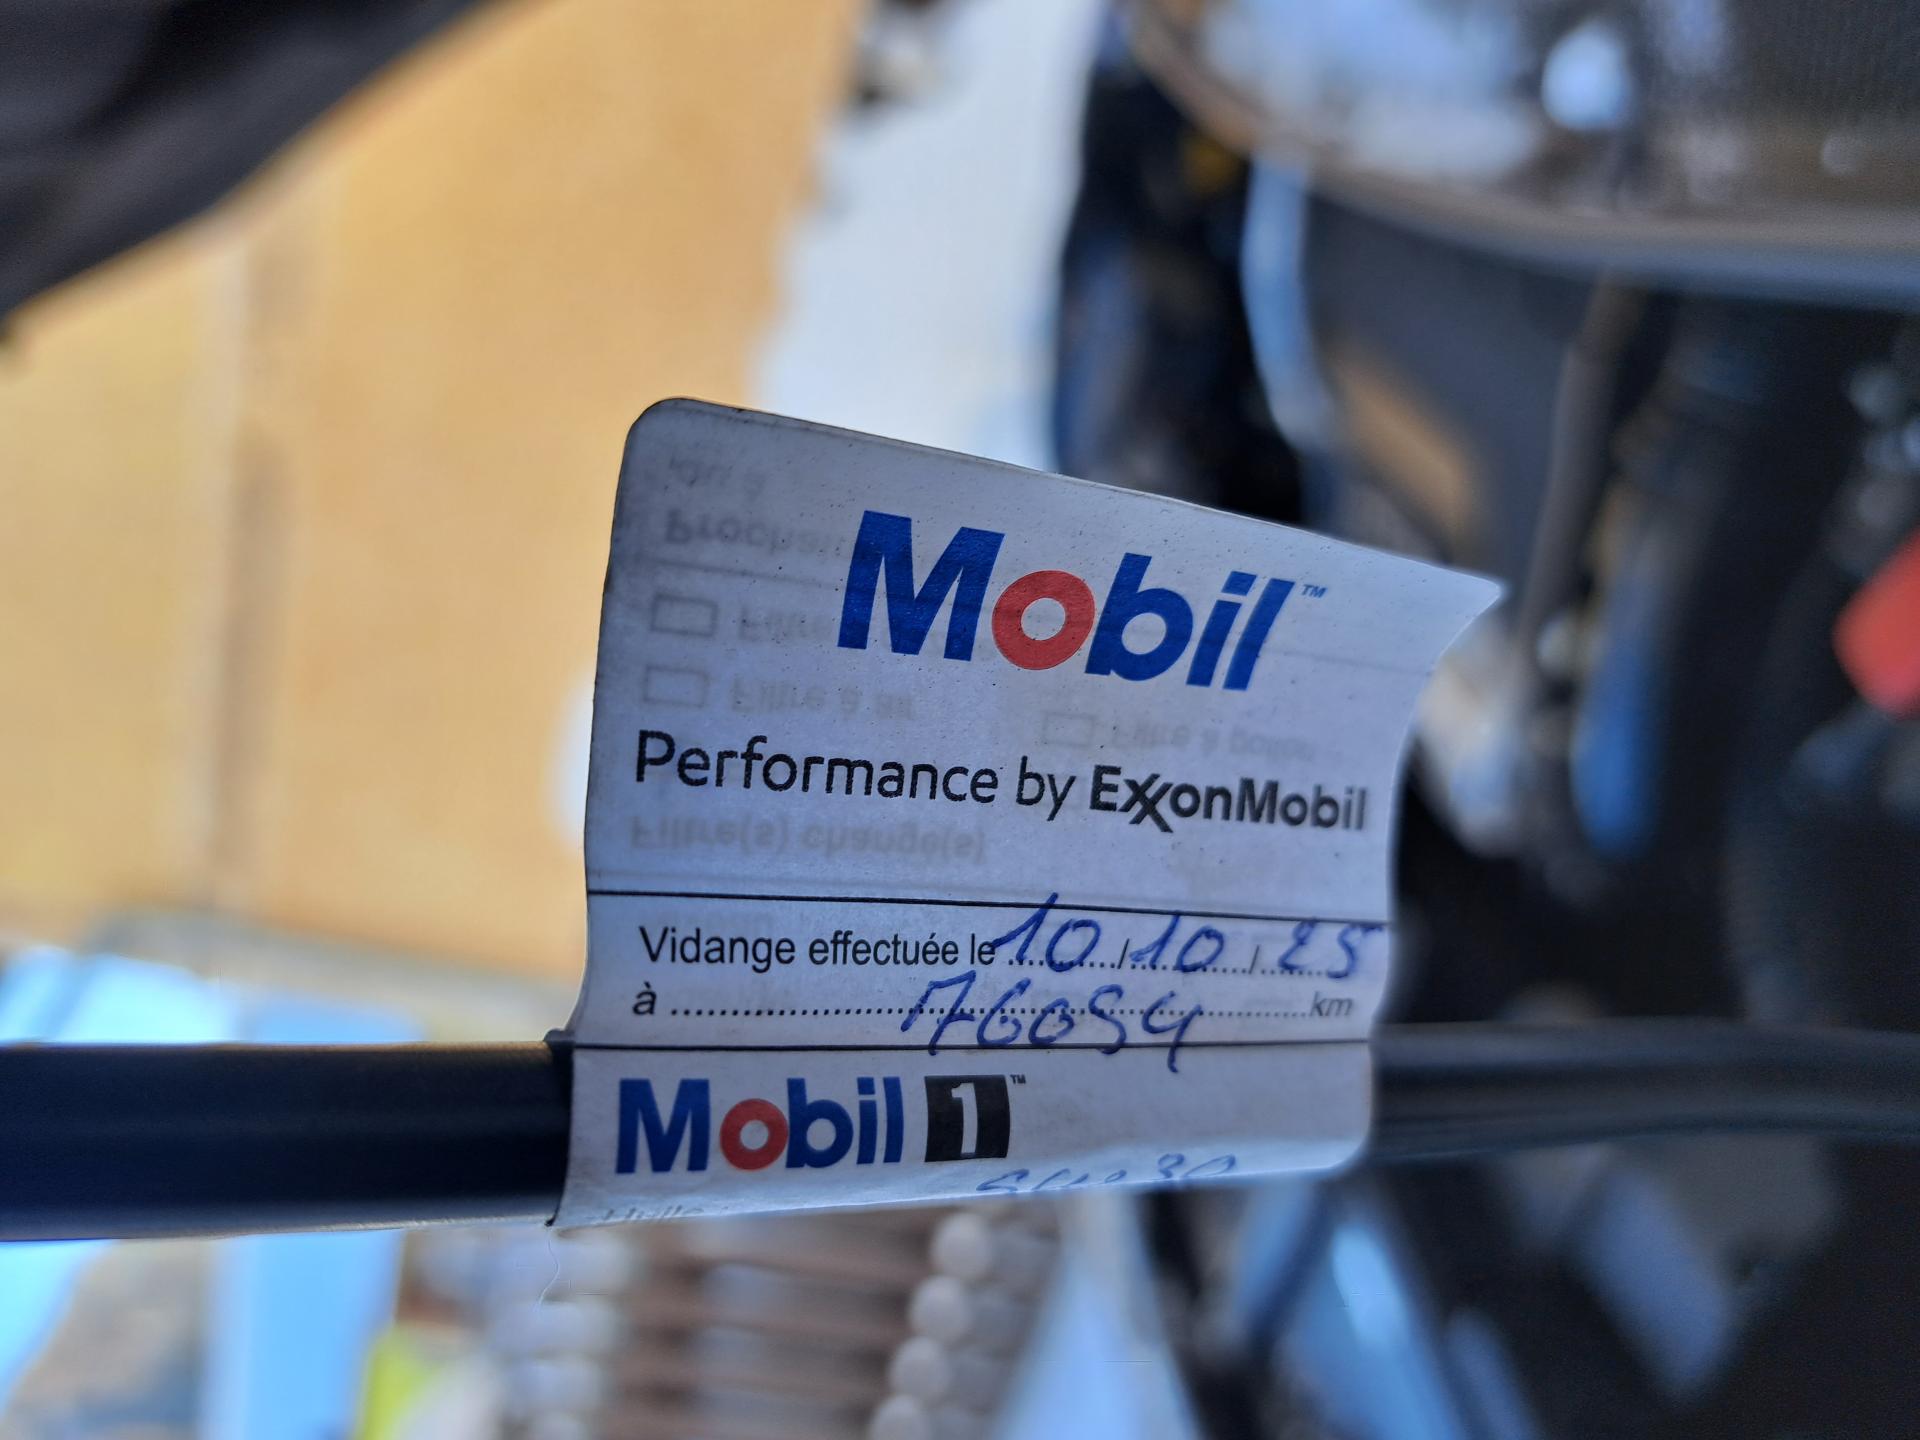 Mobil™
Performance by ExxonMobil
Vidange effectuée le 10/10/25
à 76054 km
Mobil 1™